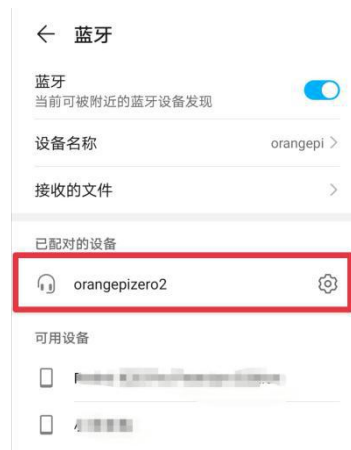 蓝牙
蓝牙
当前可被附近的蓝牙设备发现
设备名称 orangepi
接收的文件
已配对的设备
orangepizero2
可用设备